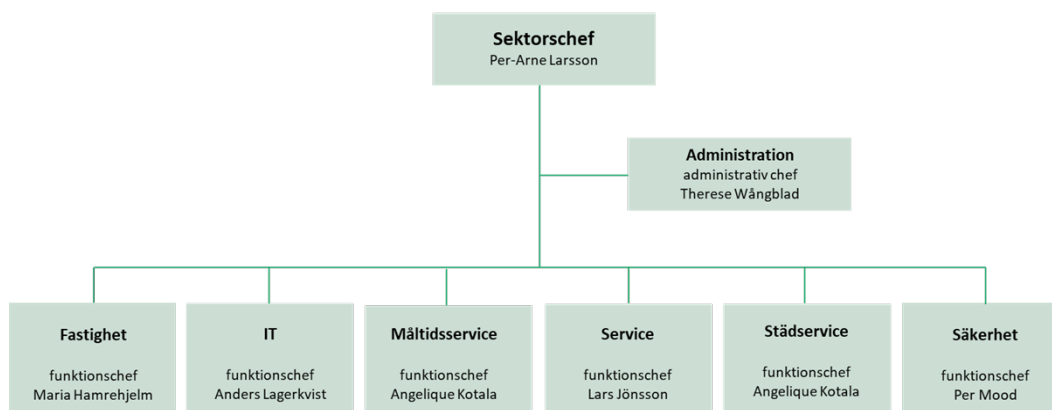 Sektorschef
Per-Arne Larsson
Administration
administrativ chef
Therese Wångblad
Fastighet
funktionschef
Maria Hamrehjelm
IT
funktionschef
Anders Lagerkvist
Måltidsservice
funktionschef
Angelique Kotala
Service
funktionschef
Lars Jönsson
Städservice
funktionschef
Angelique Kotala
Säkerhet
funktionschef
Per Mood